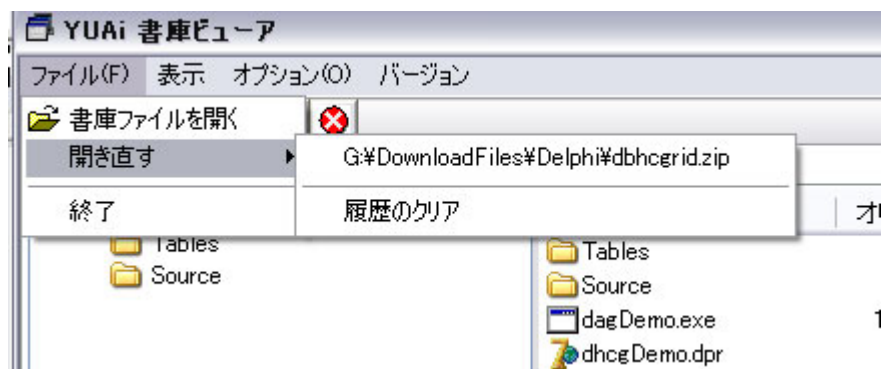 YUAi 書庫ビューア
ファイル(F) 表示 オプション(O) バージョン
書庫ファイルを開く
開き直す
G:¥DownloadFiles¥Delphi¥dbhcgrid.zip
終了
履歴のクリア
Tables
Source
Tables
Source
dagDemo.exe
dhcgDemo.dpr